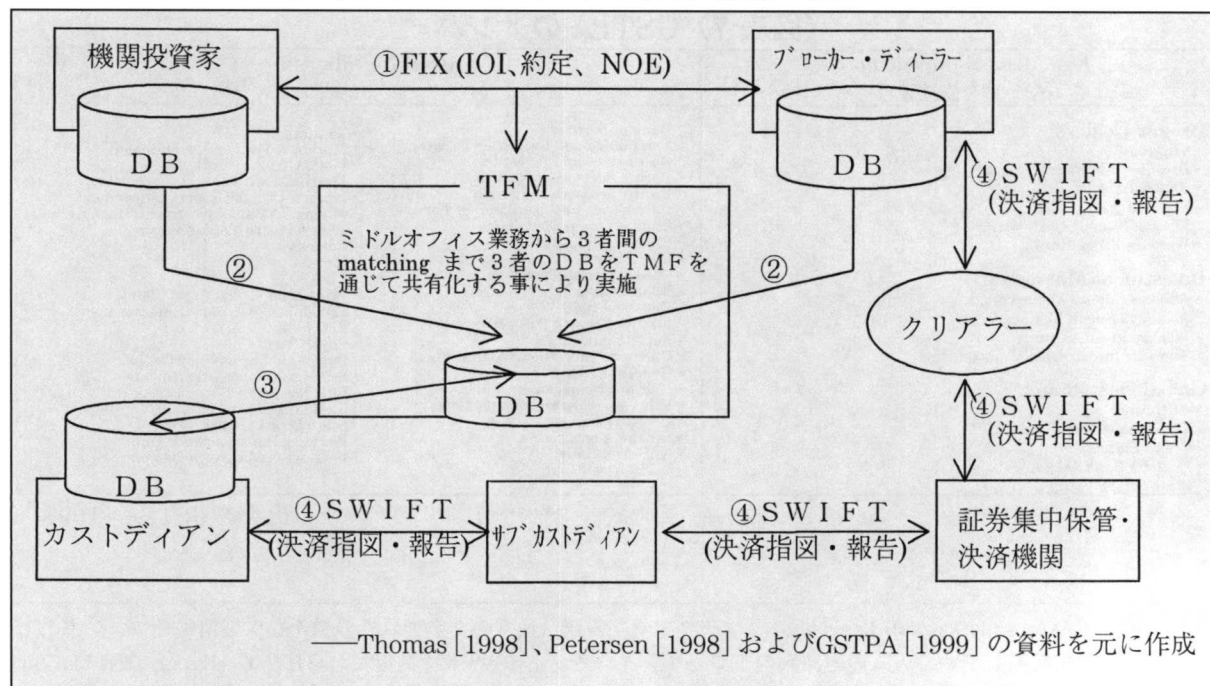 機関投資家
①FIX (IOI、約定、NOE)
ブローカー・ディーラー
DB
DB
TFM
④SWIFT
(決済指図・報告)
ミドルオフィス業務から3者間の
matching まで3者のDBをTMFを
通じて共有化する事により実施
②
②
クリアラー
③
DB
④SWIFT
(決済指図・報告)
DB
カストディアン
④SWIFT
(決済指図・報告)
サブカストディアン
④SWIFT
(決済指図・報告)
証券集中保管・
決済機関
――Thomas [1998]、Petersen [1998] およびGSTPA [1999] の資料を元に作成